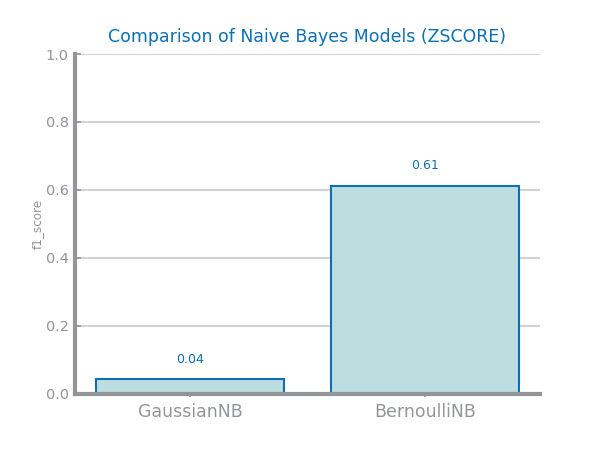 Comparison of Naive Bayes Models (ZSCORE)
1.0
0.8
0.6
0.4
0.2
0.0
f1_score
0.04
0.61
GaussianNB
BernoulliNB